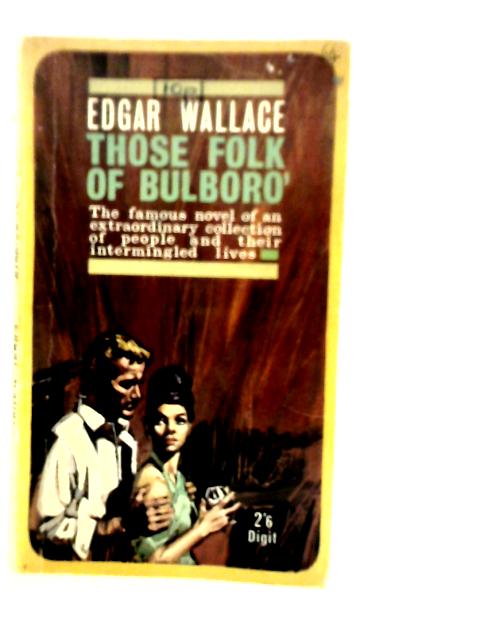 EDGAR WALLACE
THOSE FOLK
OF BULBORO'
The famous novel of an
extraordinary collection
of people and their
intermingled lives
2'6
Digit